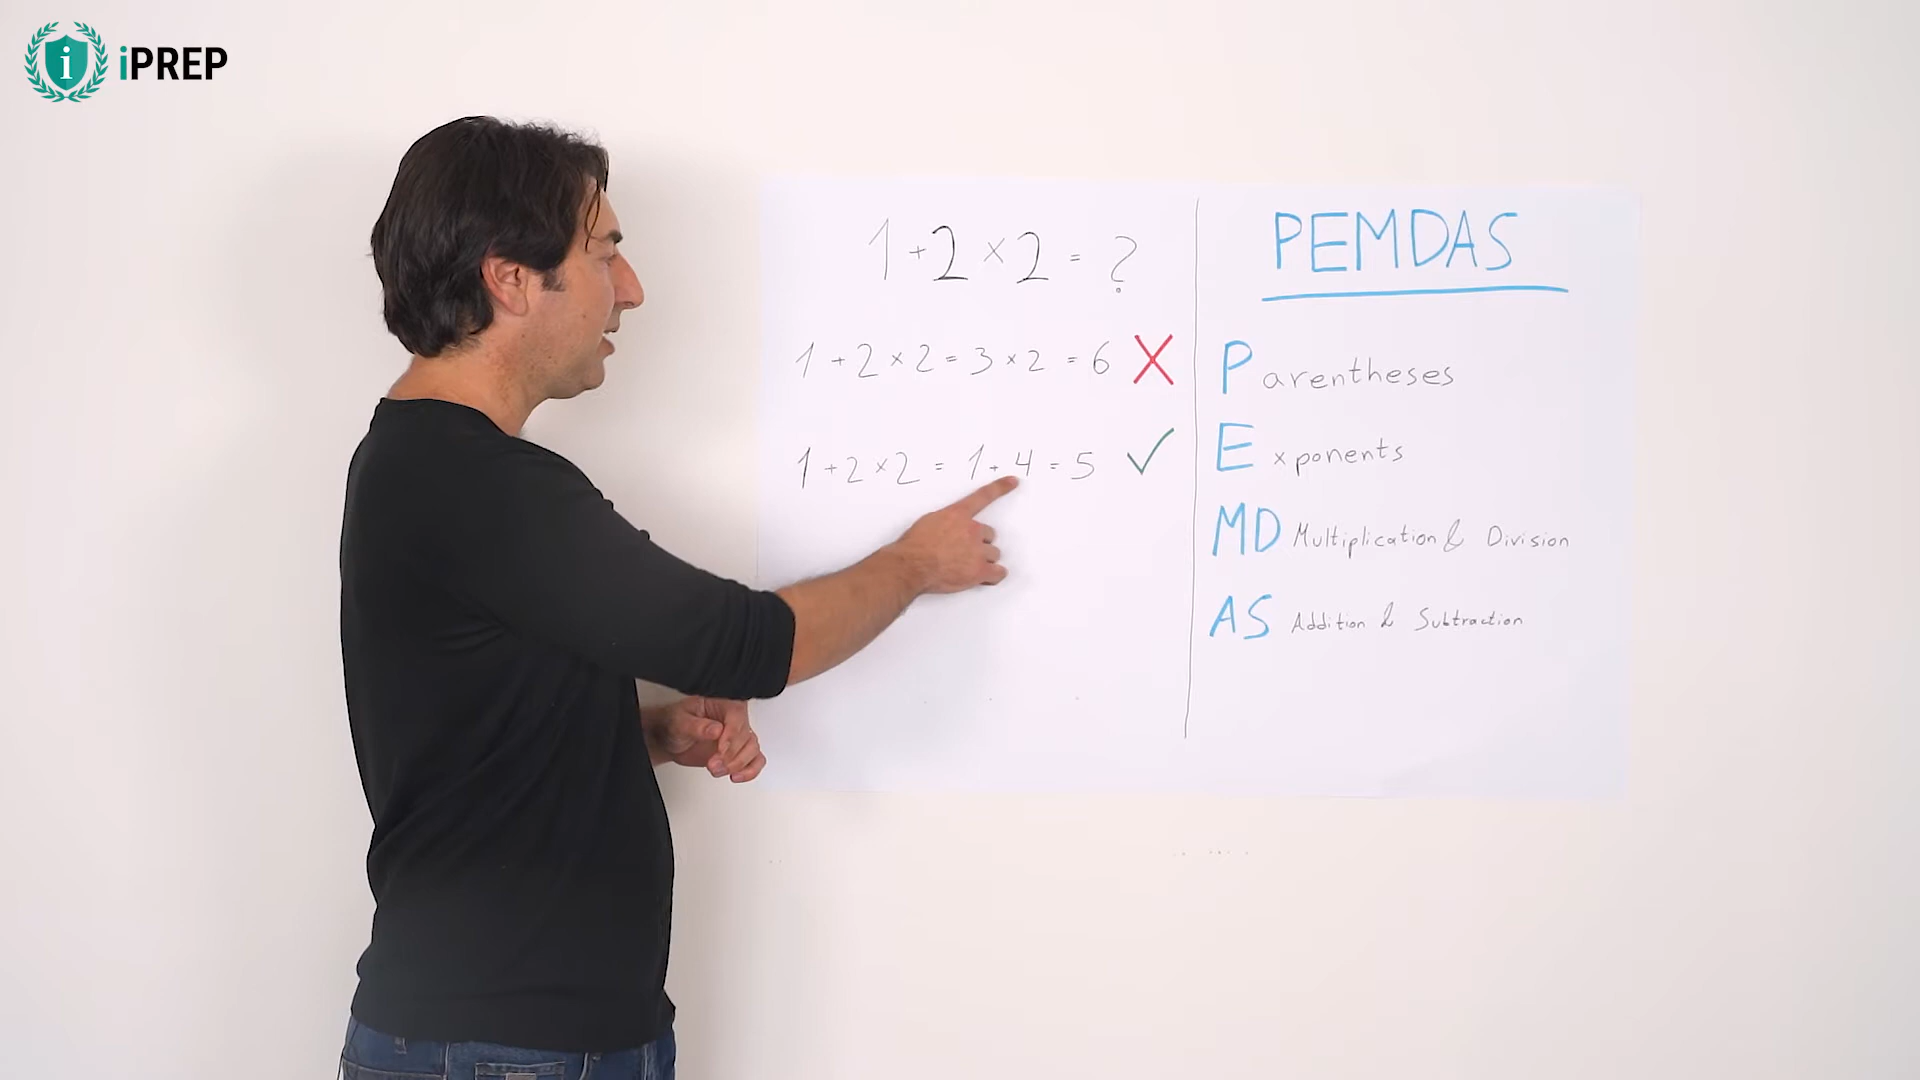 iPREP
1 + 2 × 2 = ?
1 + 2 × 2 = 3 × 2 = 6 X
1 + 2 × 2 = 1 + 4 = 5 ✓
PEMDAS
Parentheses
Exponents
MD Multiplication & Division
AS Addition & Subtraction